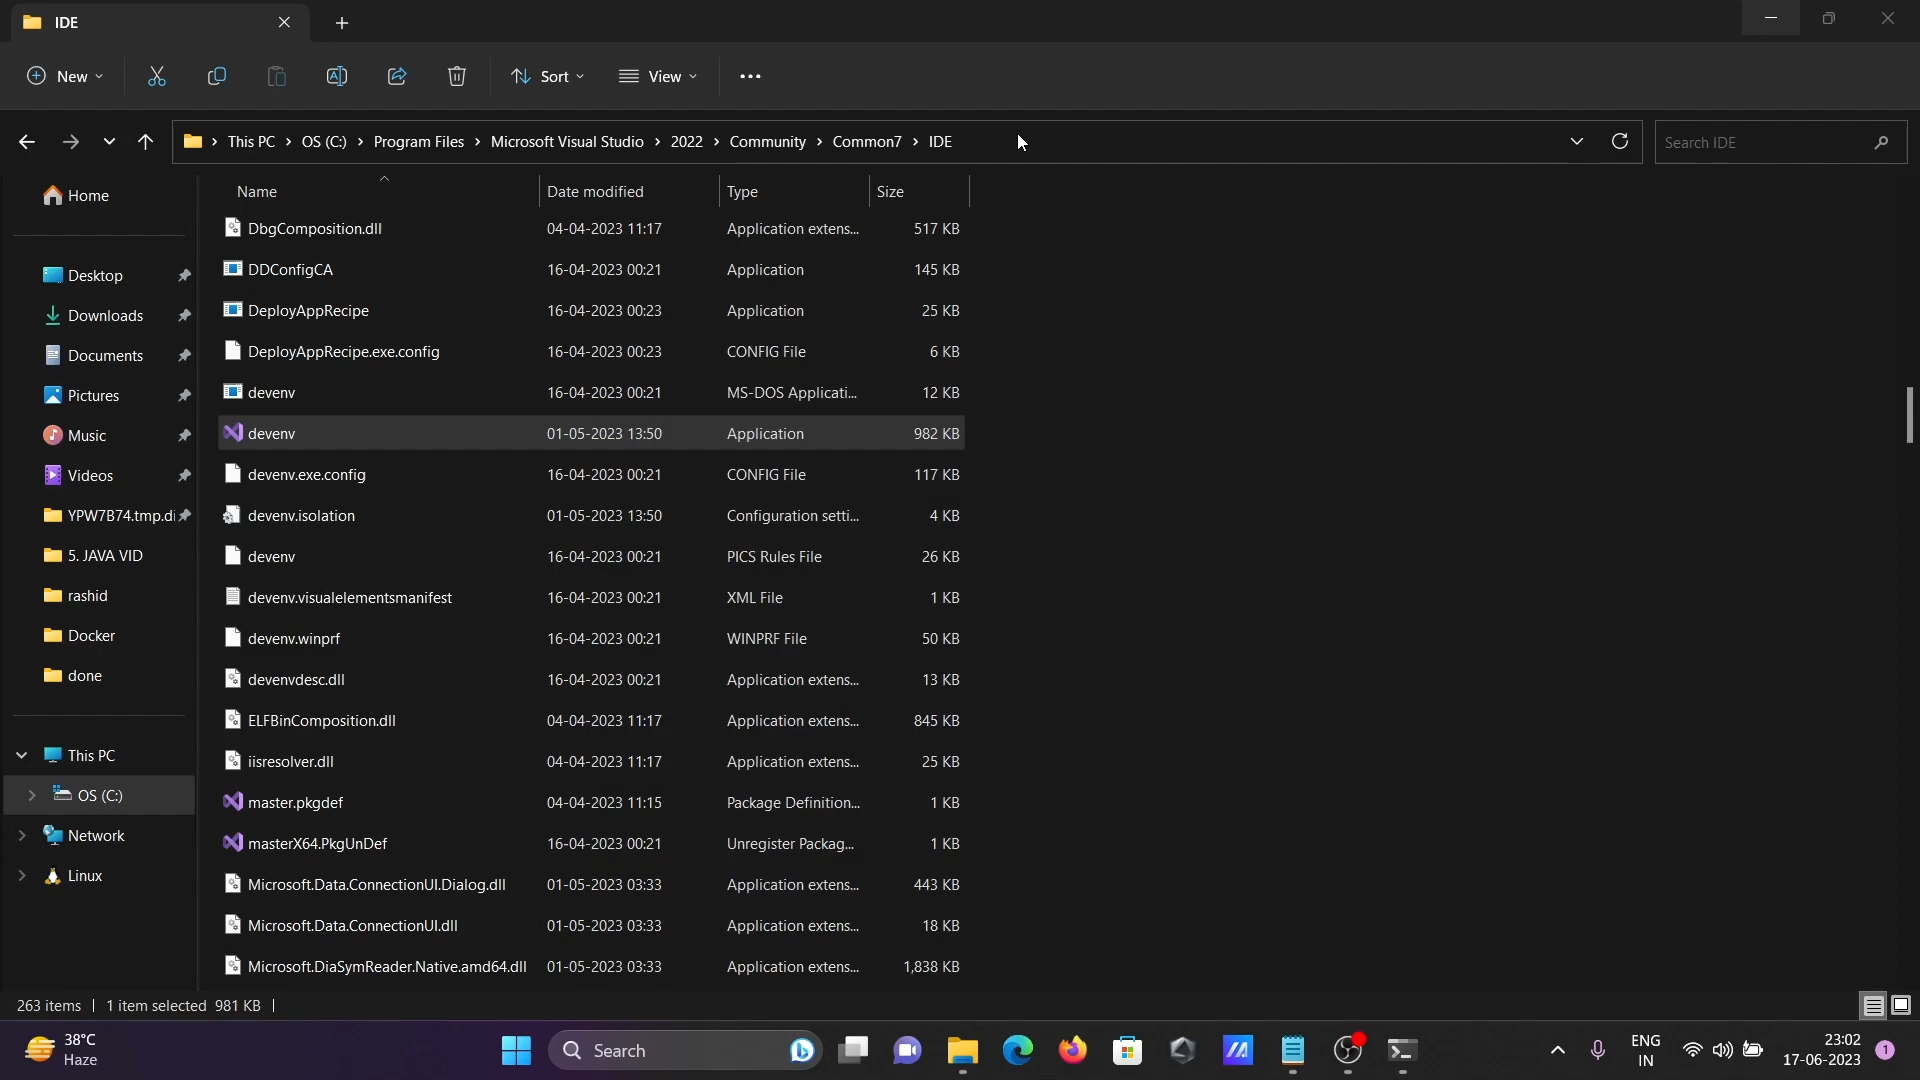 IDE
New
Sort
View
This PC > OS (C:) > Program Files > Microsoft Visual Studio > 2022 > Community > Common7 > IDE
Search IDE
Home
Desktop
Downloads
Documents
Pictures
Music
Videos
YPW7B74.tmp.di
5. JAVA VID
rashid
Docker
done
This PC
OS (C:)
Network
Linux
Name Date modified Type Size
DbgComposition.dll 04-04-2023 11:17 Application extens... 517 KB
DDConfigCA 16-04-2023 00:21 Application 145 KB
DeployAppRecipe 16-04-2023 00:23 Application 25 KB
DeployAppRecipe.exe.config 16-04-2023 00:23 CONFIG File 6 KB
devenv 16-04-2023 00:21 MS-DOS Applicati... 12 KB
devenv 01-05-2023 13:50 Application 982 KB
devenv.exe.config 16-04-2023 00:21 CONFIG File 117 KB
devenv.isolation 01-05-2023 13:50 Configuration setti... 4 KB
devenv 16-04-2023 00:21 PICS Rules File 26 KB
devenv.visualelementsmanifest 16-04-2023 00:21 XML File 1 KB
devenv.winprf 16-04-2023 00:21 WINPRF File 50 KB
devenvdesc.dll 16-04-2023 00:21 Application extens... 13 KB
ELFBinComposition.dll 04-04-2023 11:17 Application extens... 845 KB
iisresolver.dll 04-04-2023 11:17 Application extens... 25 KB
master.pkgdef 04-04-2023 11:15 Package Definition... 1 KB
masterX64.PkgUnDef 16-04-2023 00:21 Unregister Packag... 1 KB
Microsoft.Data.ConnectionUI.Dialog.dll 01-05-2023 03:33 Application extens... 443 KB
Microsoft.Data.ConnectionUI.dll 01-05-2023 03:33 Application extens... 18 KB
Microsoft.DiaSymReader.Native.amd64.dll 01-05-2023 03:33 Application extens... 1,838 KB
263 items | 1 item selected 981 KB |
38°C
Haze
Search
ENG
IN
23:02
17-06-2023
1